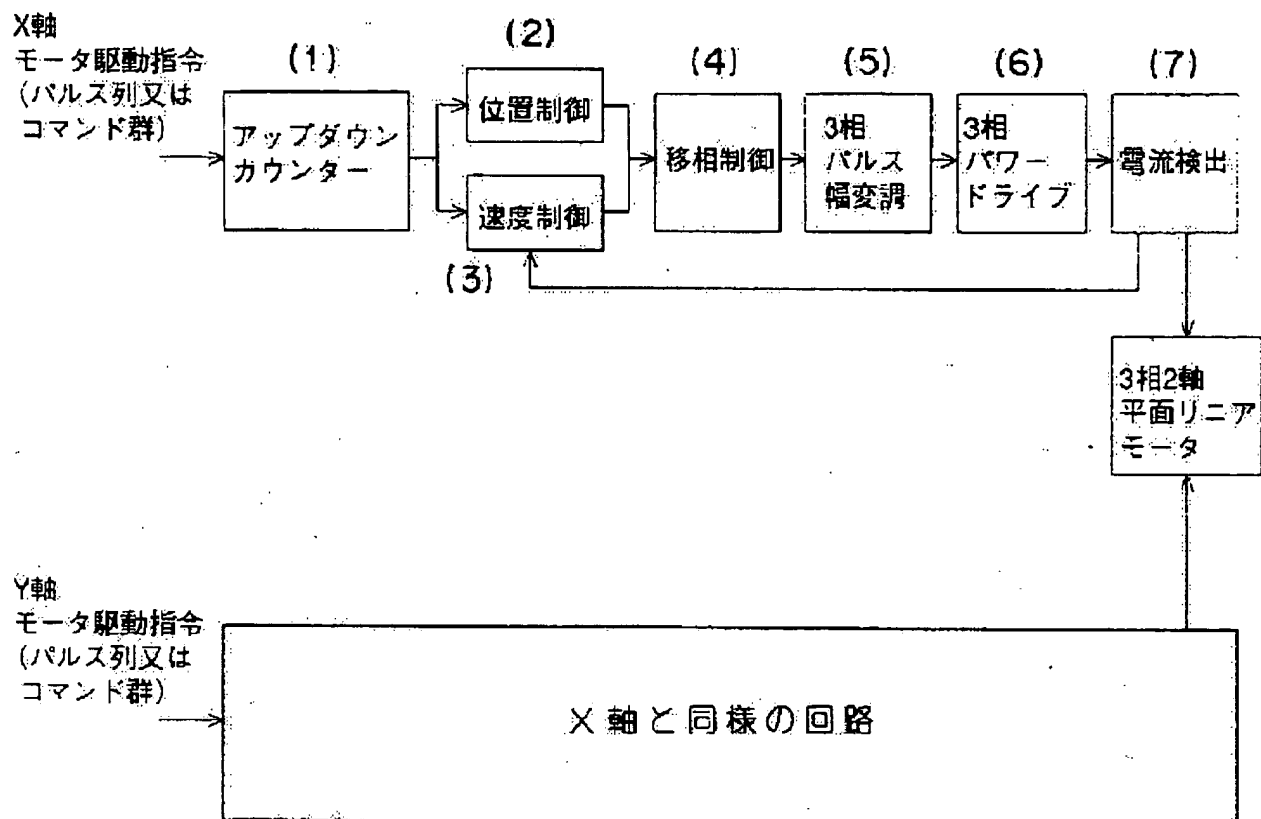 X軸
モータ駆動指令
(パルス列又は
コマンド群)
(1)
アップダウン
カウンター
(2)
位置制御
速度制御
(3)
(4)
移相制御
(5)
3相
パルス
幅変調
(6)
3相
パワー
ドライブ
(7)
電流検出
3相2軸
平面リニア
モータ
Y軸
モータ駆動指令
(パルス列又は
コマンド群)
X軸と同様の回路